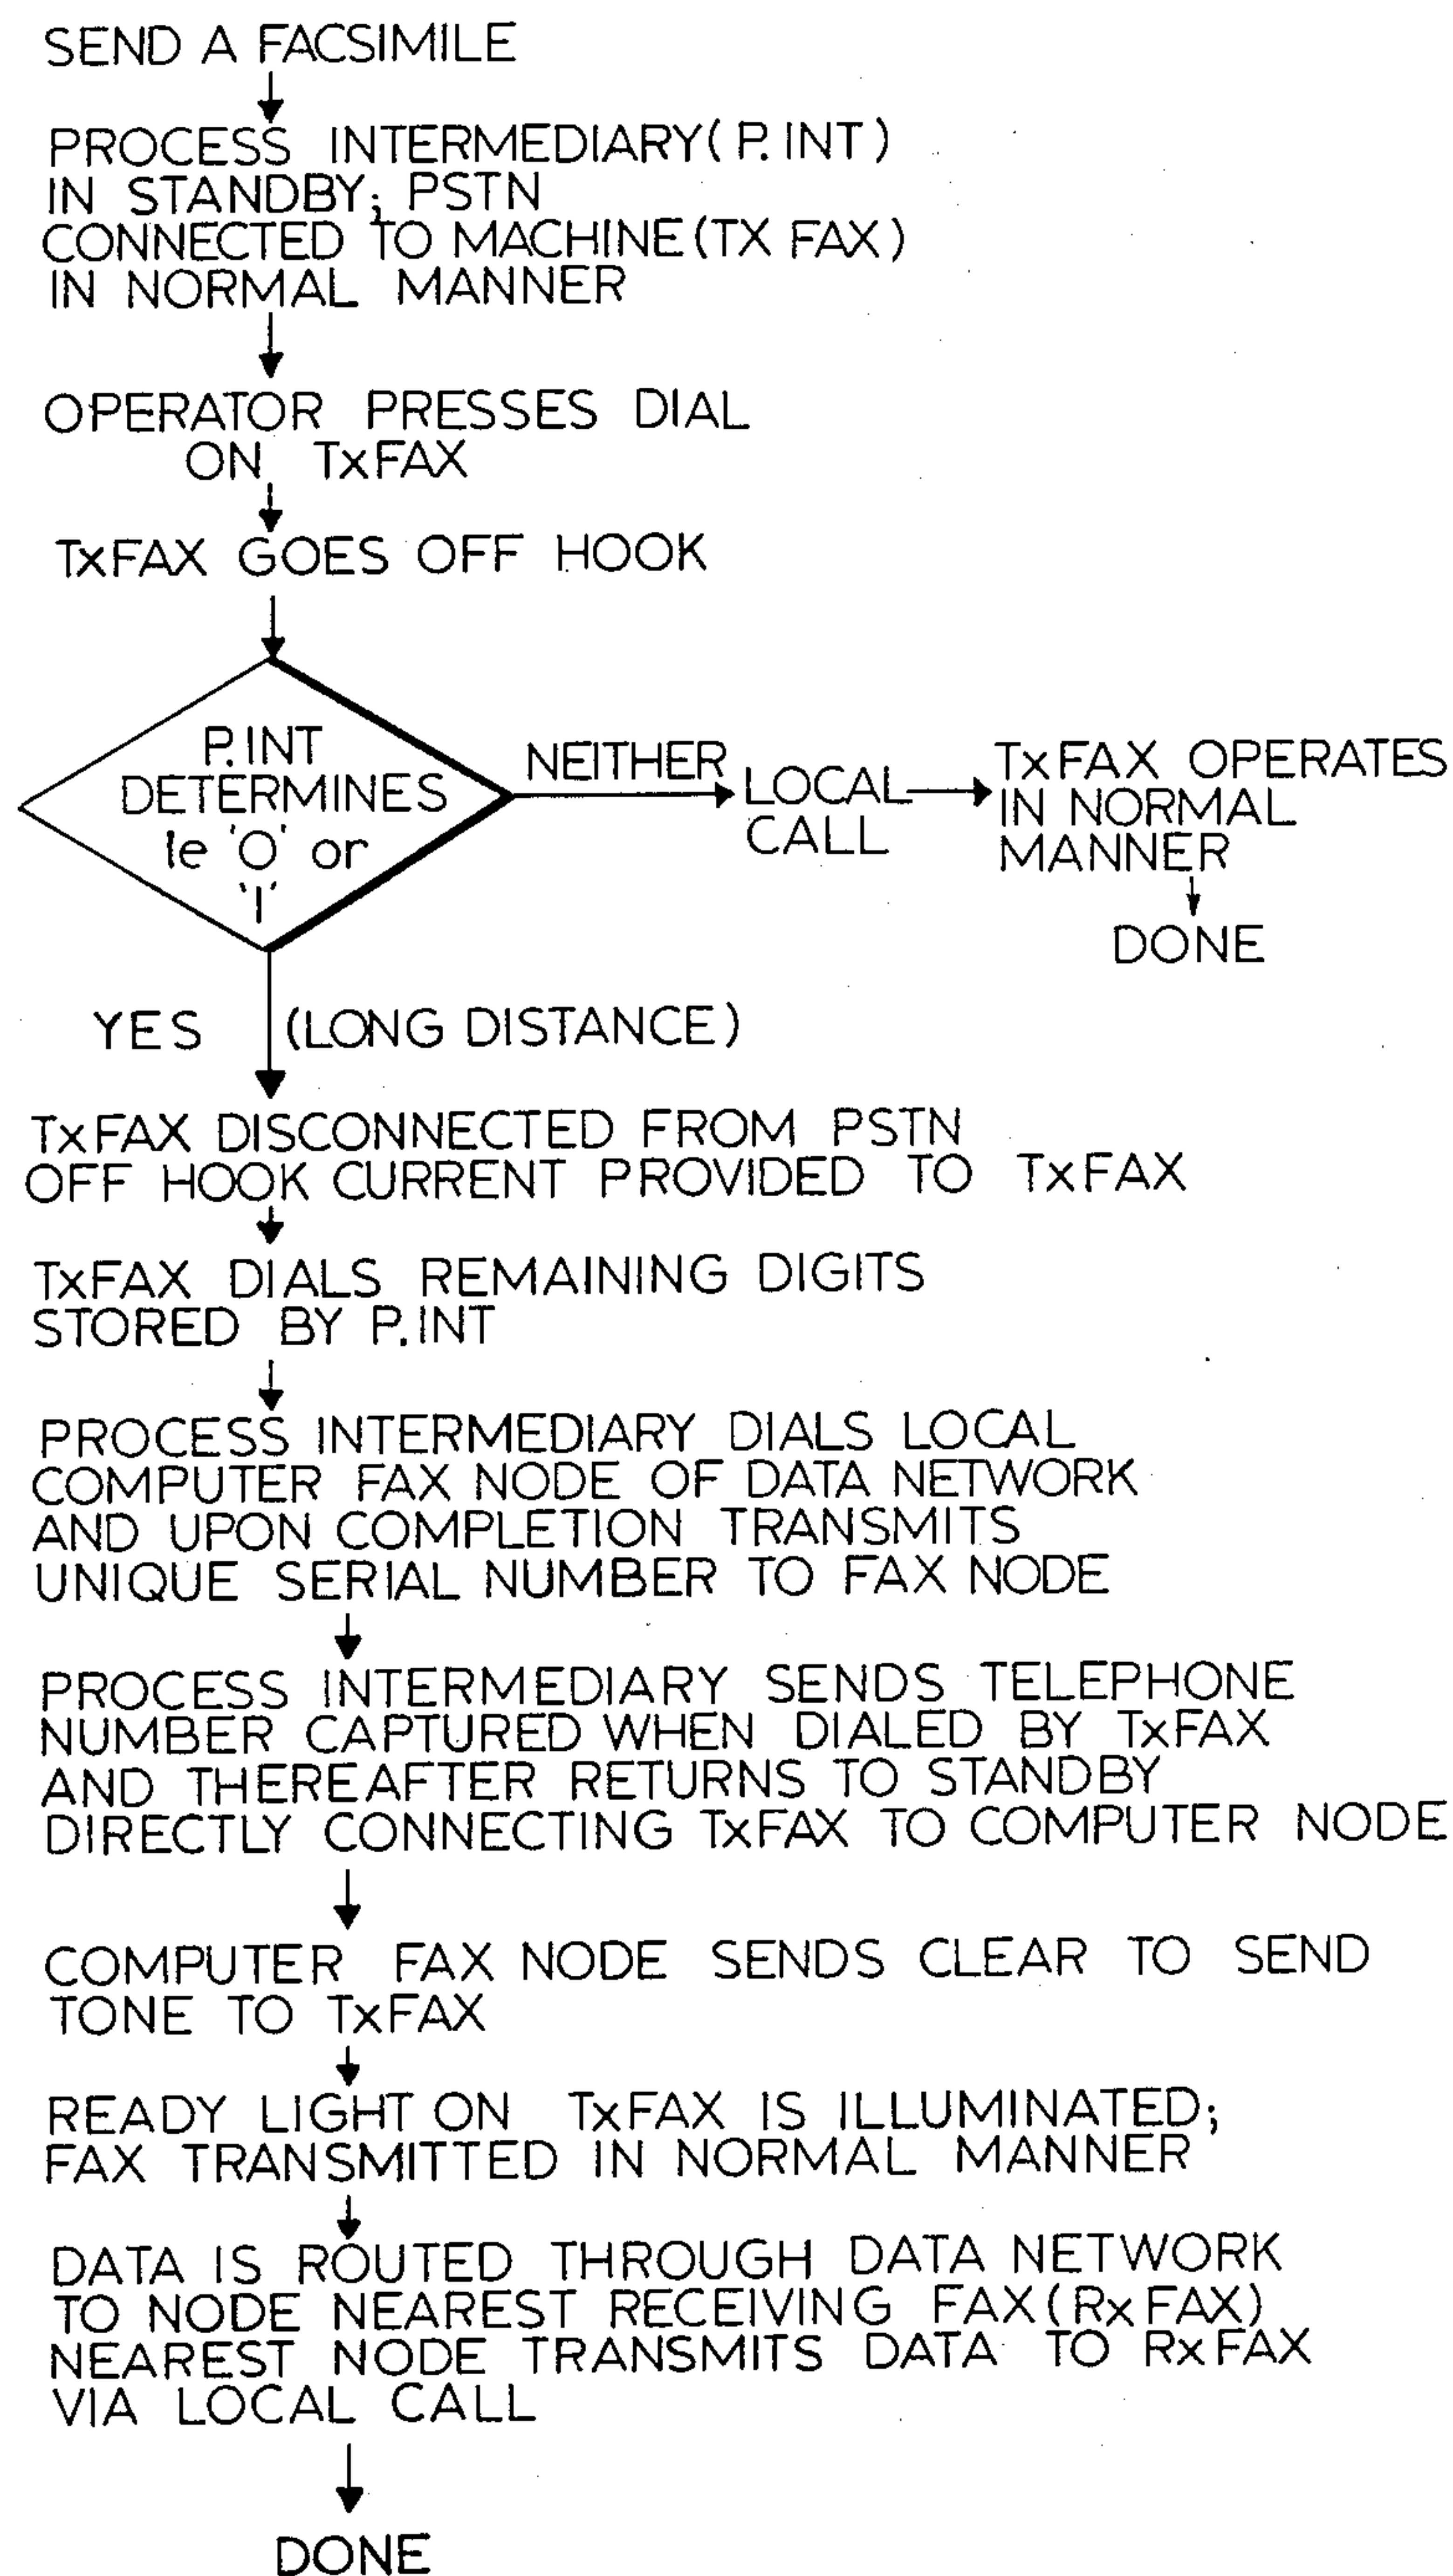 SEND A FACSIMILE
PROCESS INTERMEDIARY (P. INT)
IN STANDBY; PSTN
CONNECTED TO MACHINE (TX FAX)
IN NORMAL MANNER
OPERATOR PRESSES DIAL
ON TxFAX
TxFAX GOES OFF HOOK
P.INT
DETERMINES
Ie 'O' or
'I'
NEITHER
LOCAL
CALL
TxFAX OPERATES
IN NORMAL
MANNER
DONE
YES (LONG DISTANCE)
TxFAX DISCONNECTED FROM PSTN
OFF HOOK CURRENT PROVIDED TO TxFAX
TxFAX DIALS REMAINING DIGITS
STORED BY P.INT
PROCESS INTERMEDIARY DIALS LOCAL
COMPUTER FAX NODE OF DATA NETWORK
AND UPON COMPLETION TRANSMITS
UNIQUE SERIAL NUMBER TO FAX NODE
PROCESS INTERMEDIARY SENDS TELEPHONE
NUMBER CAPTURED WHEN DIALED BY TxFAX
AND THEREAFTER RETURNS TO STANDBY
DIRECTLY CONNECTING TxFAX TO COMPUTER NODE
COMPUTER FAX NODE SENDS CLEAR TO SEND
TONE TO TxFAX
READY LIGHT ON TxFAX IS ILLUMINATED;
FAX TRANSMITTED IN NORMAL MANNER
DATA IS ROUTED THROUGH DATA NETWORK
TO NODE NEAREST RECEIVING FAX (RxFAX)
NEAREST NODE TRANSMITS DATA TO RxFAX
VIA LOCAL CALL
DONE